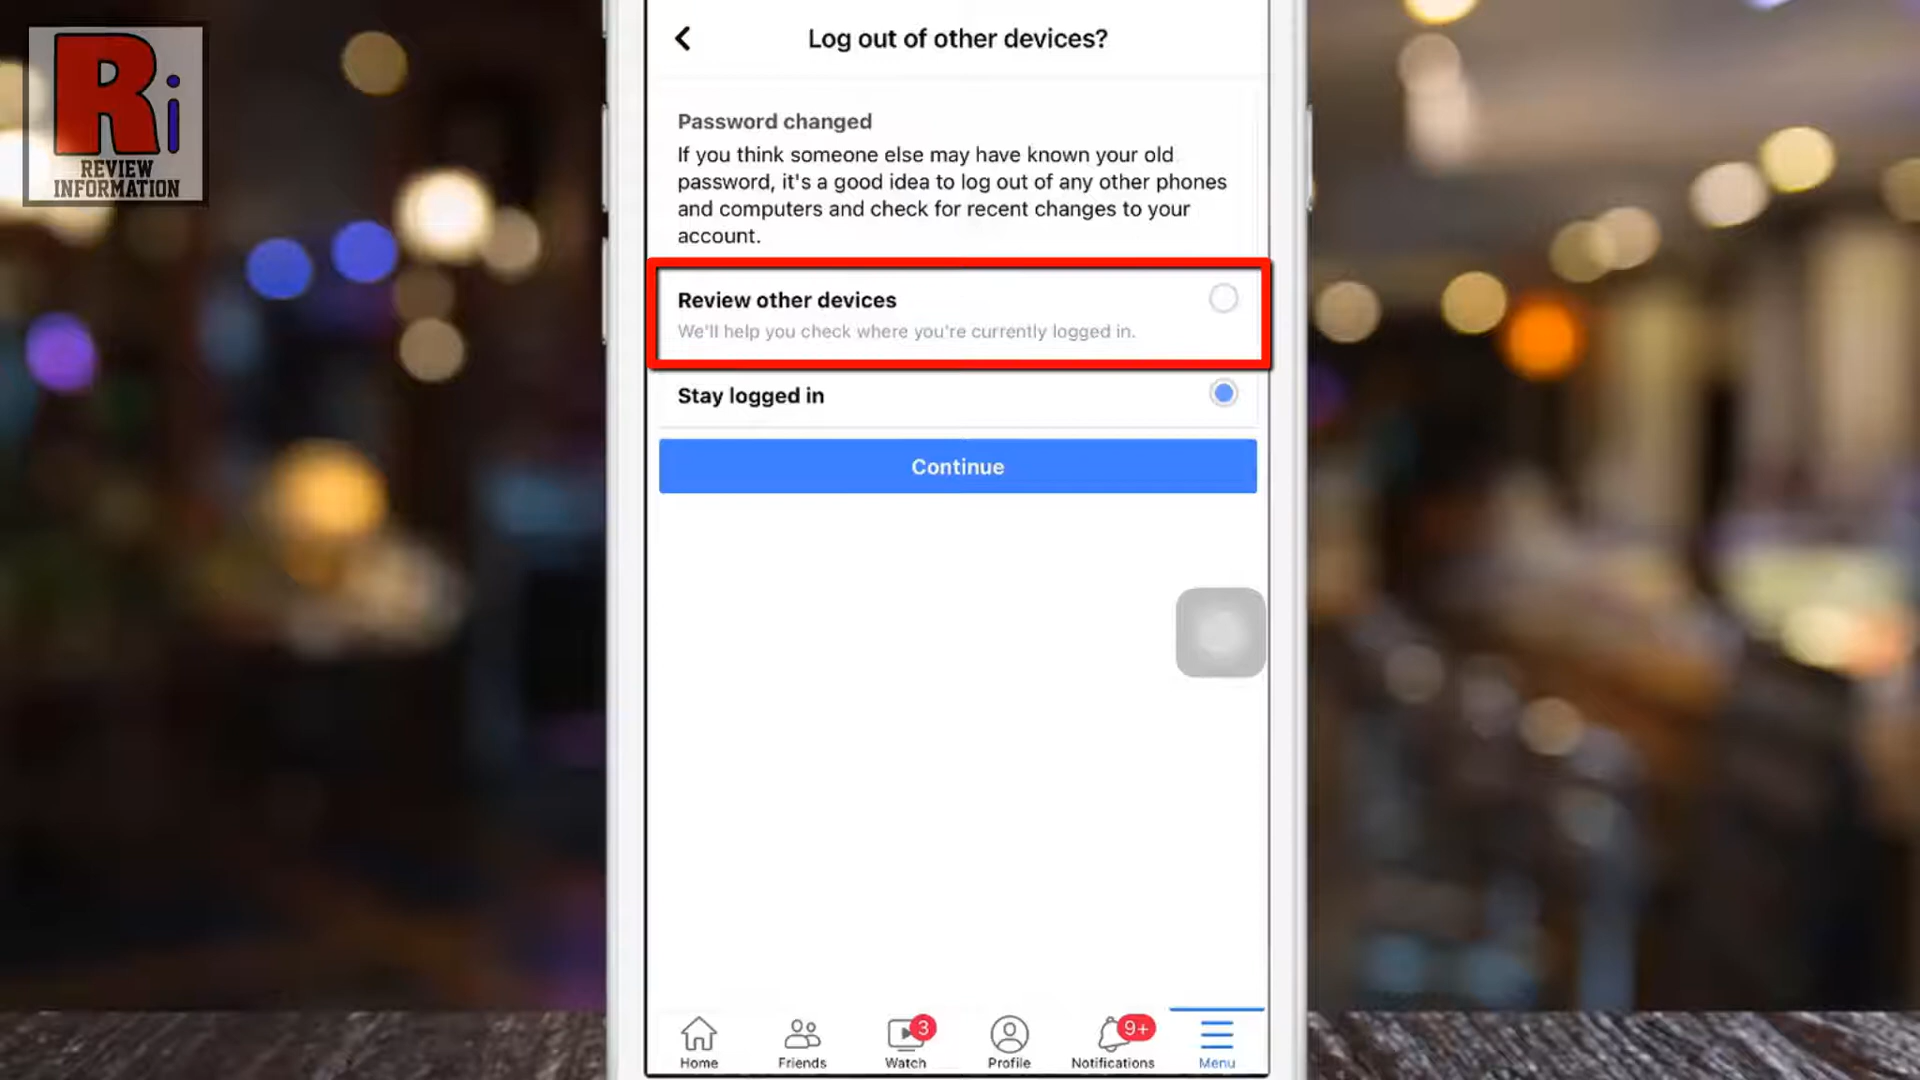 Ri
REVIEW
INFORMATION
Log out of other devices?
Password changed
If you think someone else may have known your old
password, it's a good idea to log out of any other phones
and computers and check for recent changes to your
account.
Review other devices
We'll help you check where you're currently logged in.
Stay logged in
Continue
3
9+
Home
Friends
Watch
Profile
Notifications
Menu